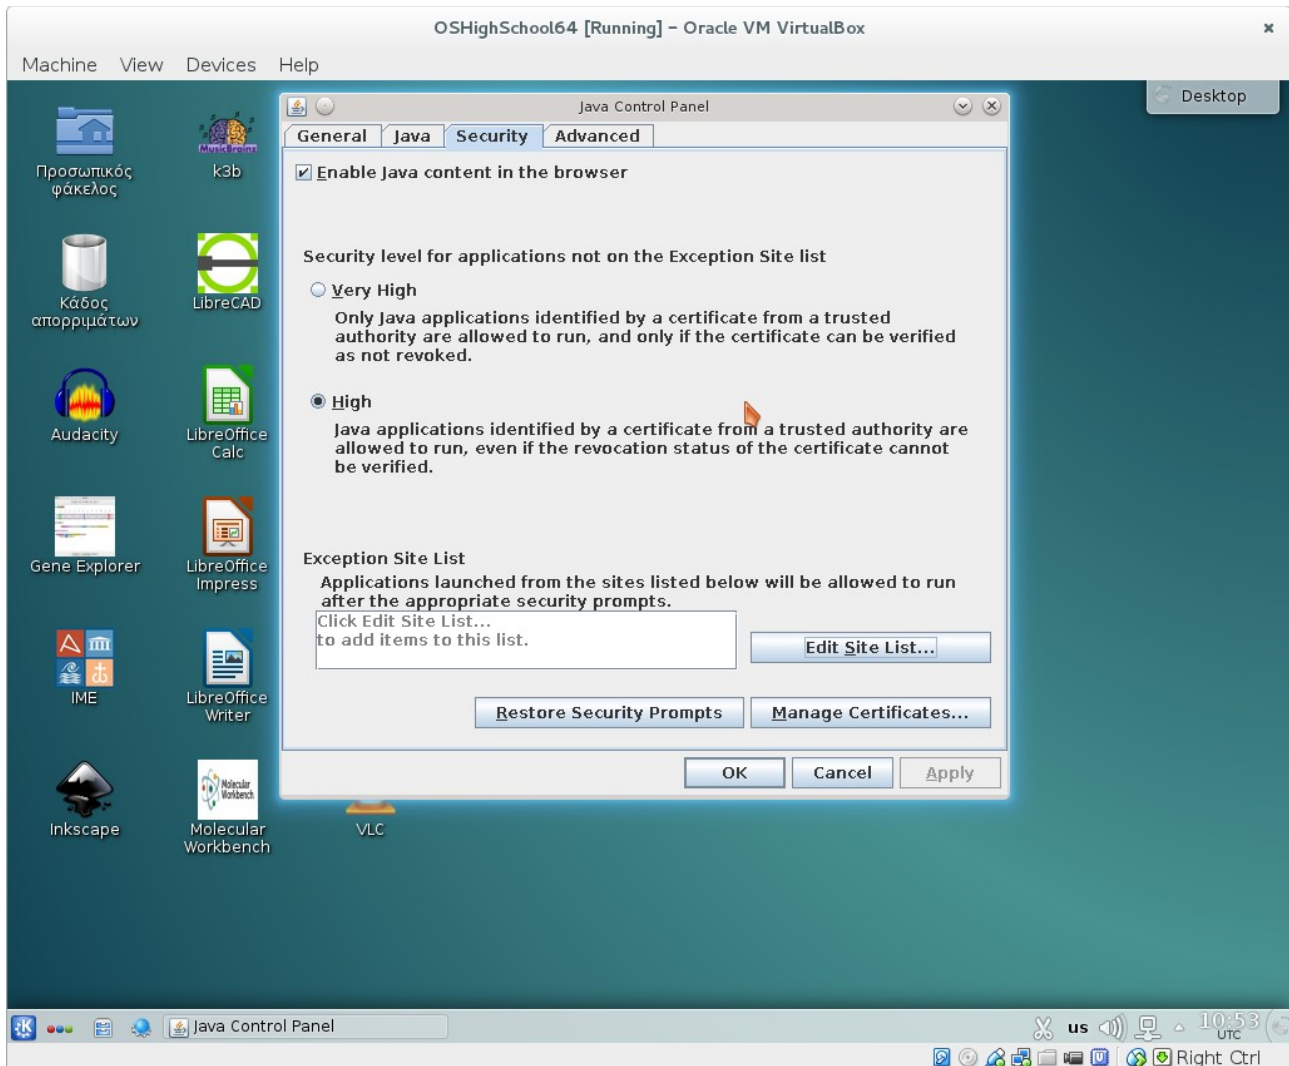 OSHighSchool64 [Running] – Oracle VM VirtualBox
Machine View Devices Help
Desktop
Java Control Panel
General Java Security Advanced
Enable Java content in the browser
Security level for applications not on the Exception Site list
Very High
Only Java applications identified by a certificate from a trusted
authority are allowed to run, and only if the certificate can be verified
as not revoked.
High
Java applications identified by a certificate from a trusted authority are
allowed to run, even if the revocation status of the certificate cannot
be verified.
Exception Site List
Applications launched from the sites listed below will be allowed to run
after the appropriate security prompts.
Click Edit Site List...
to add items to this list.
Edit Site List...
Restore Security Prompts
Manage Certificates...
OK
Cancel
Apply
Προσωπικός
φάκελος
MusicBrainz
k3b
Κάδος
απορριμάτων
LibreCAD
Audacity
LibreOffice
Calc
Gene Explorer
LibreOffice
Impress
IME
LibreOffice
Writer
Inkscape
Molecular
Workbench
Molecular
Workbench
VLC
Java Control Panel
us
10:53
UTC
Right Ctrl